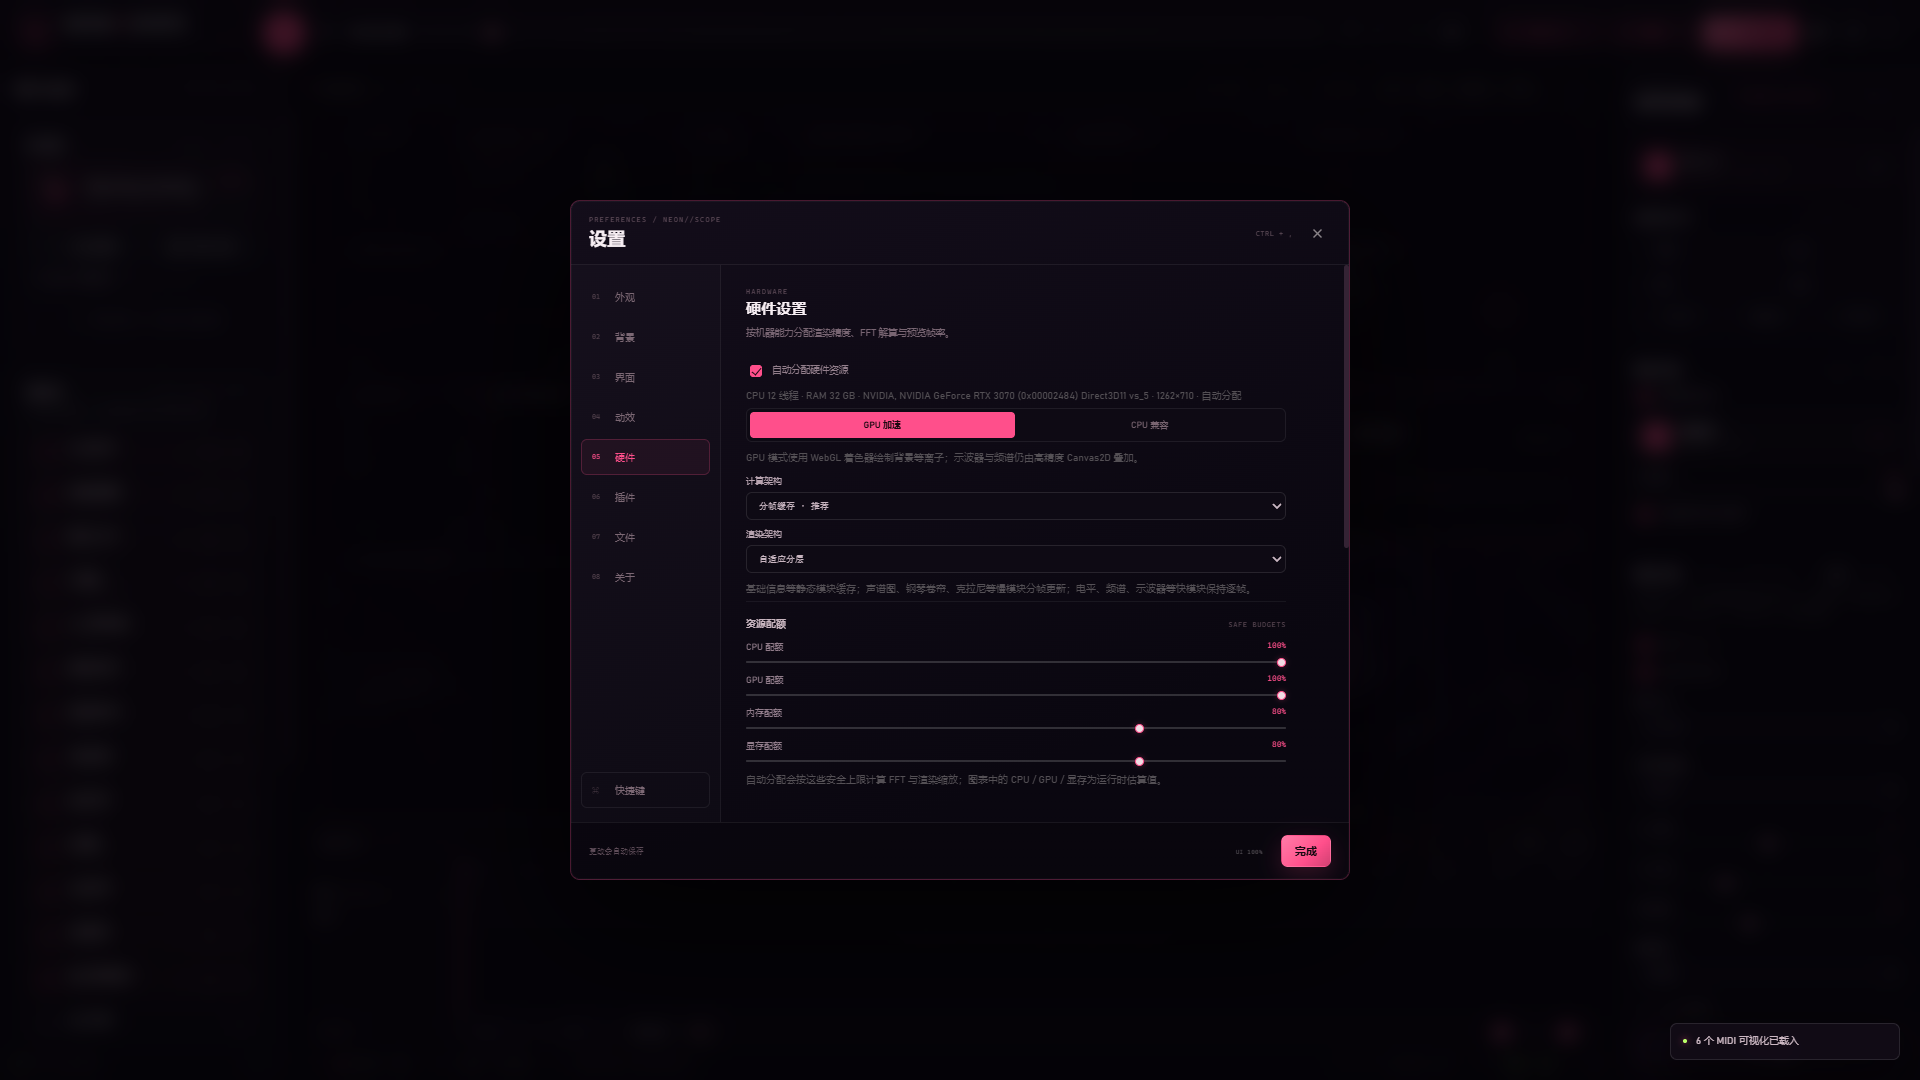 PREFERENCES / NEON//SCOPE
设置
CTRL + ,
01 外观
02 背景
03 界面
04 动效
05 硬件
06 插件
07 文件
08 关于
快捷键
HARDWARE
硬件设置
按机器能力分配渲染精度、FFT 解算与预览帧率。
自动分配硬件资源
CPU 12 线程 · RAM 32 GB · NVIDIA, NVIDIA GeForce RTX 3070 (0x00002484) Direct3D11 vs_5 · 1262×710 · 自动分配
GPU 加速
CPU 兼容
GPU 模式使用 WebGL 着色器绘制背景等离子；示波器与频谱仍由高精度 Canvas2D 叠加。
计算架构
分帧缓存 · 推荐
渲染架构
自适应分层
基础信息等静态模块缓存；声谱图、钢琴卷帘、克拉尼等慢模块分帧更新；电平、频谱、示波器等快模块保持逐帧。
资源配额
SAFE BUDGETS
CPU 配额 100%
GPU 配额 100%
内存配额 80%
显存配额 80%
自动分配会按这些安全上限计算 FFT 与渲染缩放；图表中的 CPU / GPU / 显存为运行时估算值。
更改会自动保存
UI 100%
完成
6 个 MIDI 可视化已载入